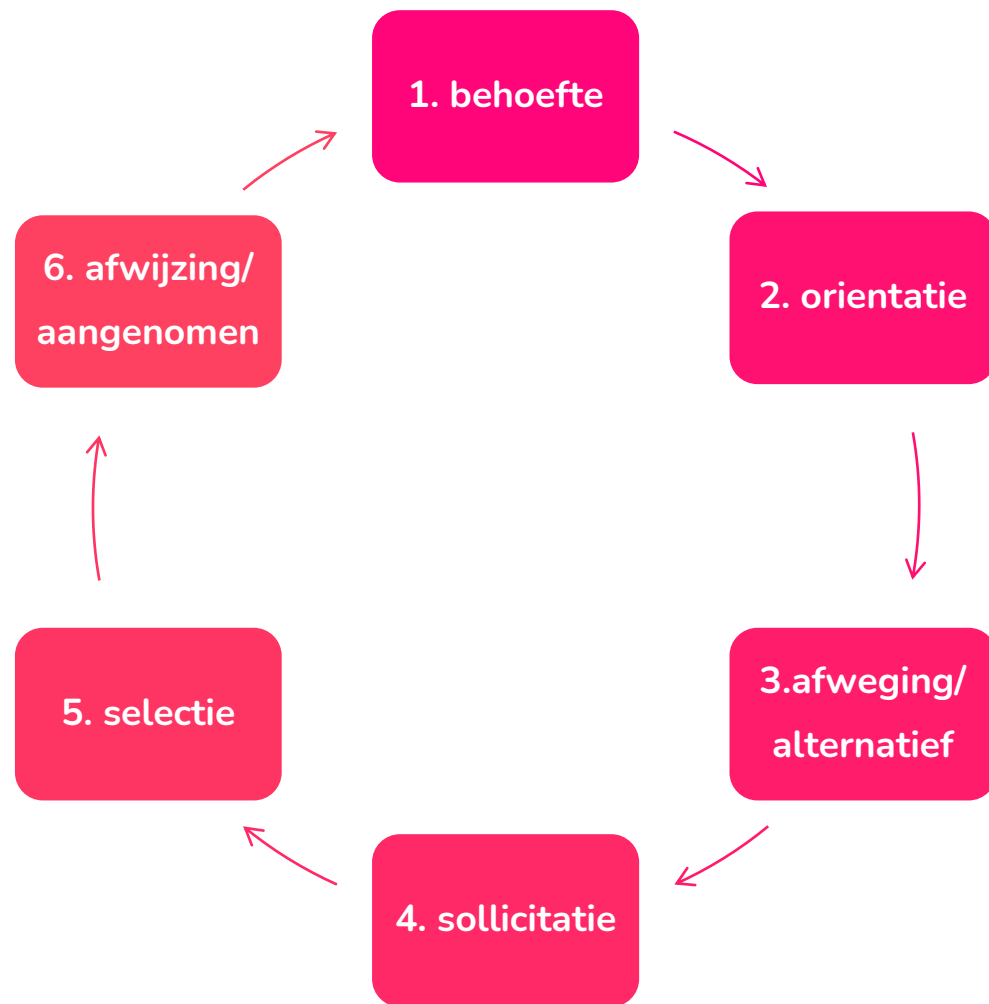 1. behoefte
2. orientatie
3.afweging/
alternatief
4. sollicitatie
5. selectie
6. afwijzing/
aangenomen